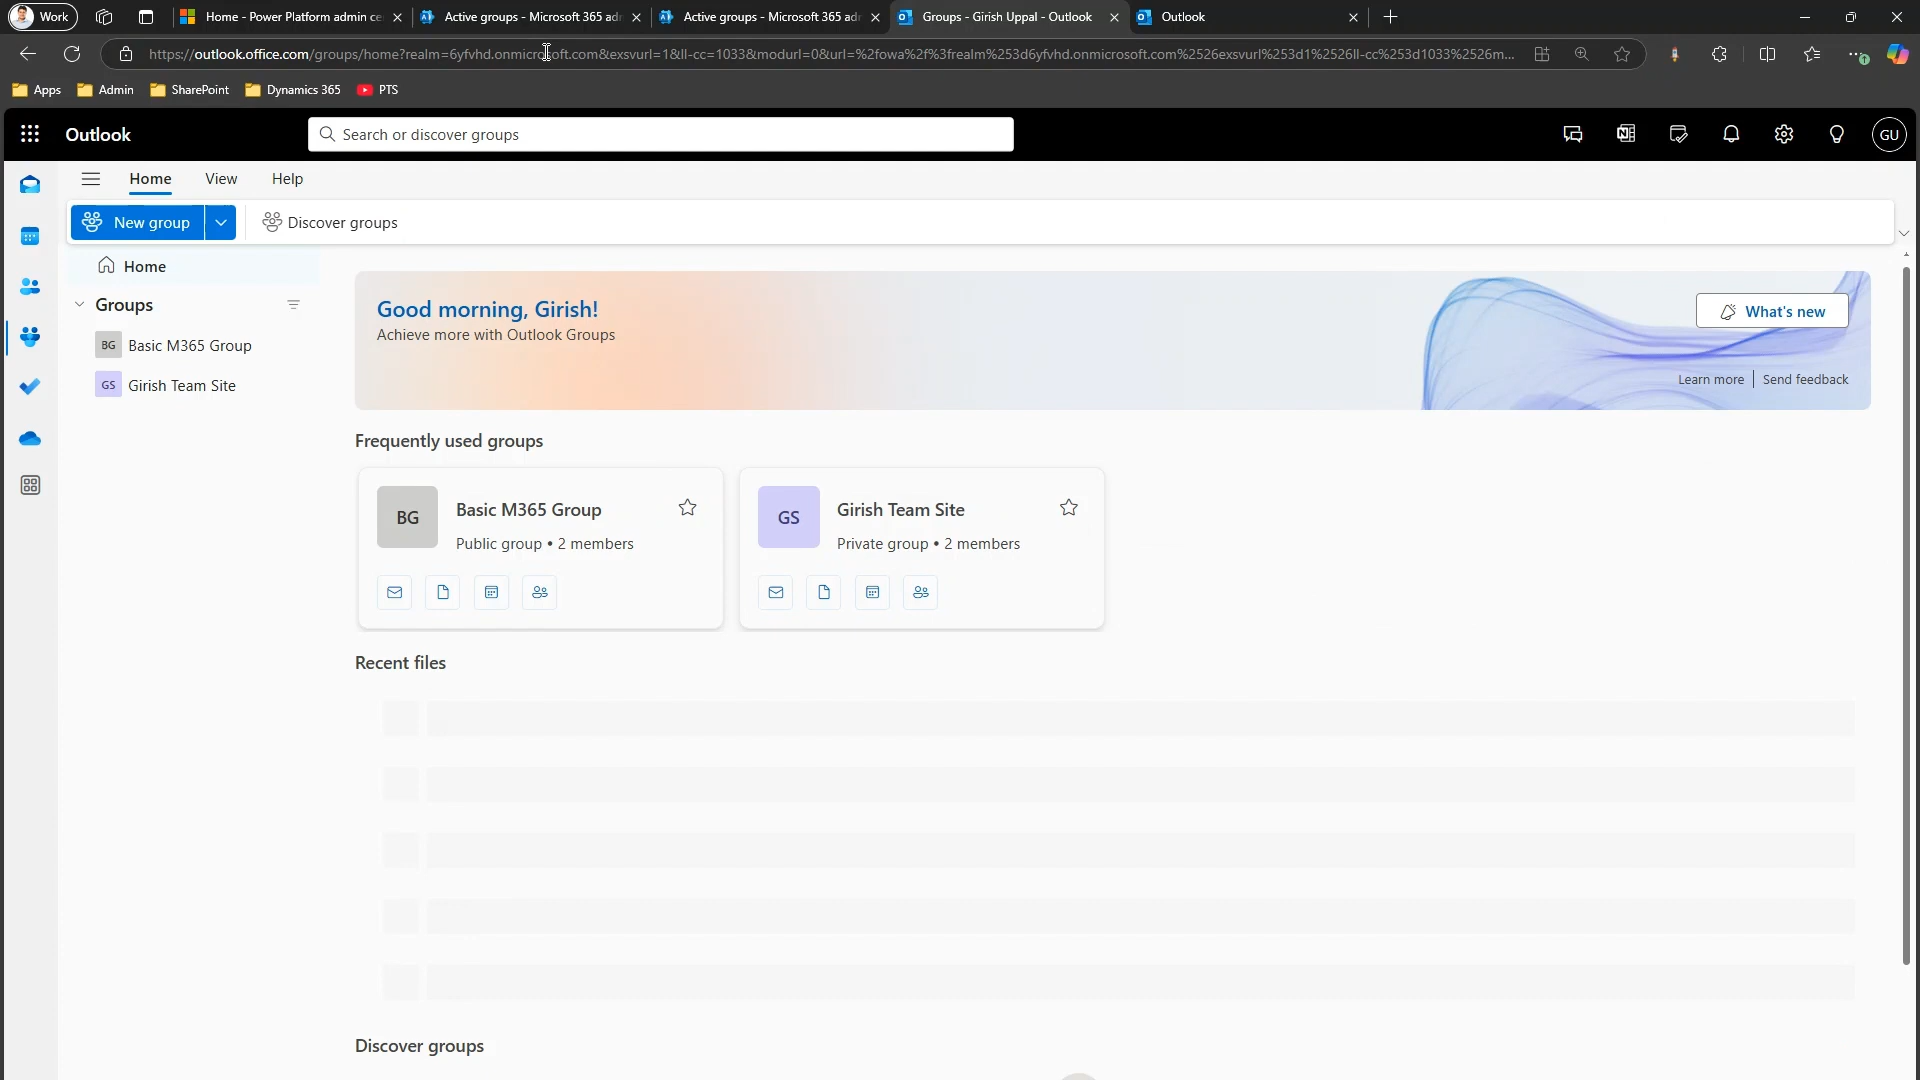 Work
Home - Power Platform admin ce
Active groups - Microsoft 365 adr
Active groups - Microsoft 365 adr
Groups - Girish Uppal - Outlook
Outlook
https://outlook.office.com/groups/home?realm=6yfvhd.onmicrosoft.com&exsvurl=1&ll-cc=1033&modurl=0&url=%2fowa%2f%3frealm%253d6yfvhd.onmicrosoft.com%2526exsvurl%253d1%2526ll-cc%253d1033%2526m...
Apps
Admin
SharePoint
Dynamics 365
PTS
Outlook
Search or discover groups
GU
Home
View
Help
New group
Discover groups
Home
Groups
BG Basic M365 Group
GS Girish Team Site
Good morning, Girish!
Achieve more with Outlook Groups
What's new
Learn more
Send feedback
Frequently used groups
BG
Basic M365 Group
Public group • 2 members
GS
Girish Team Site
Private group • 2 members
Recent files
Discover groups